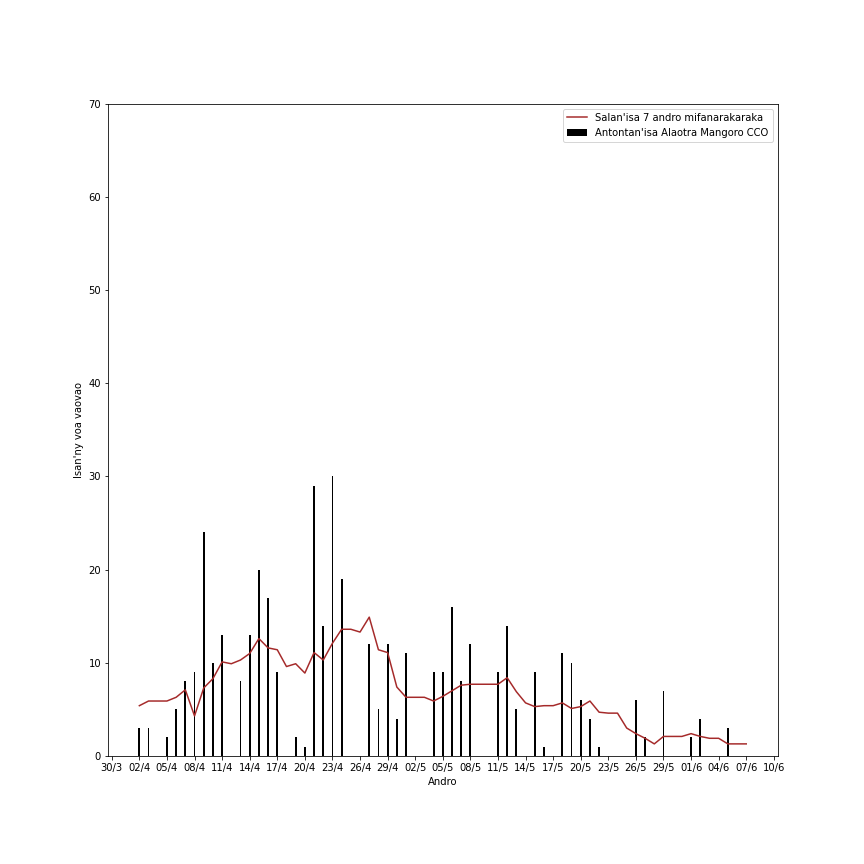 Salan'isa 7 andro mifanarakaraka
Antontan'isa Alaotra Mangoro CCO
70
60
50
40
30
20
10
0
Isan'ny voa vaovao
30/3 02/4 05/4 08/4 11/4 14/4 17/4 20/4 23/4 26/4 29/4 02/5 05/5 08/5 11/5 14/5 17/5 20/5 23/5 26/5 29/5 01/6 04/6 07/6 10/6
Andro